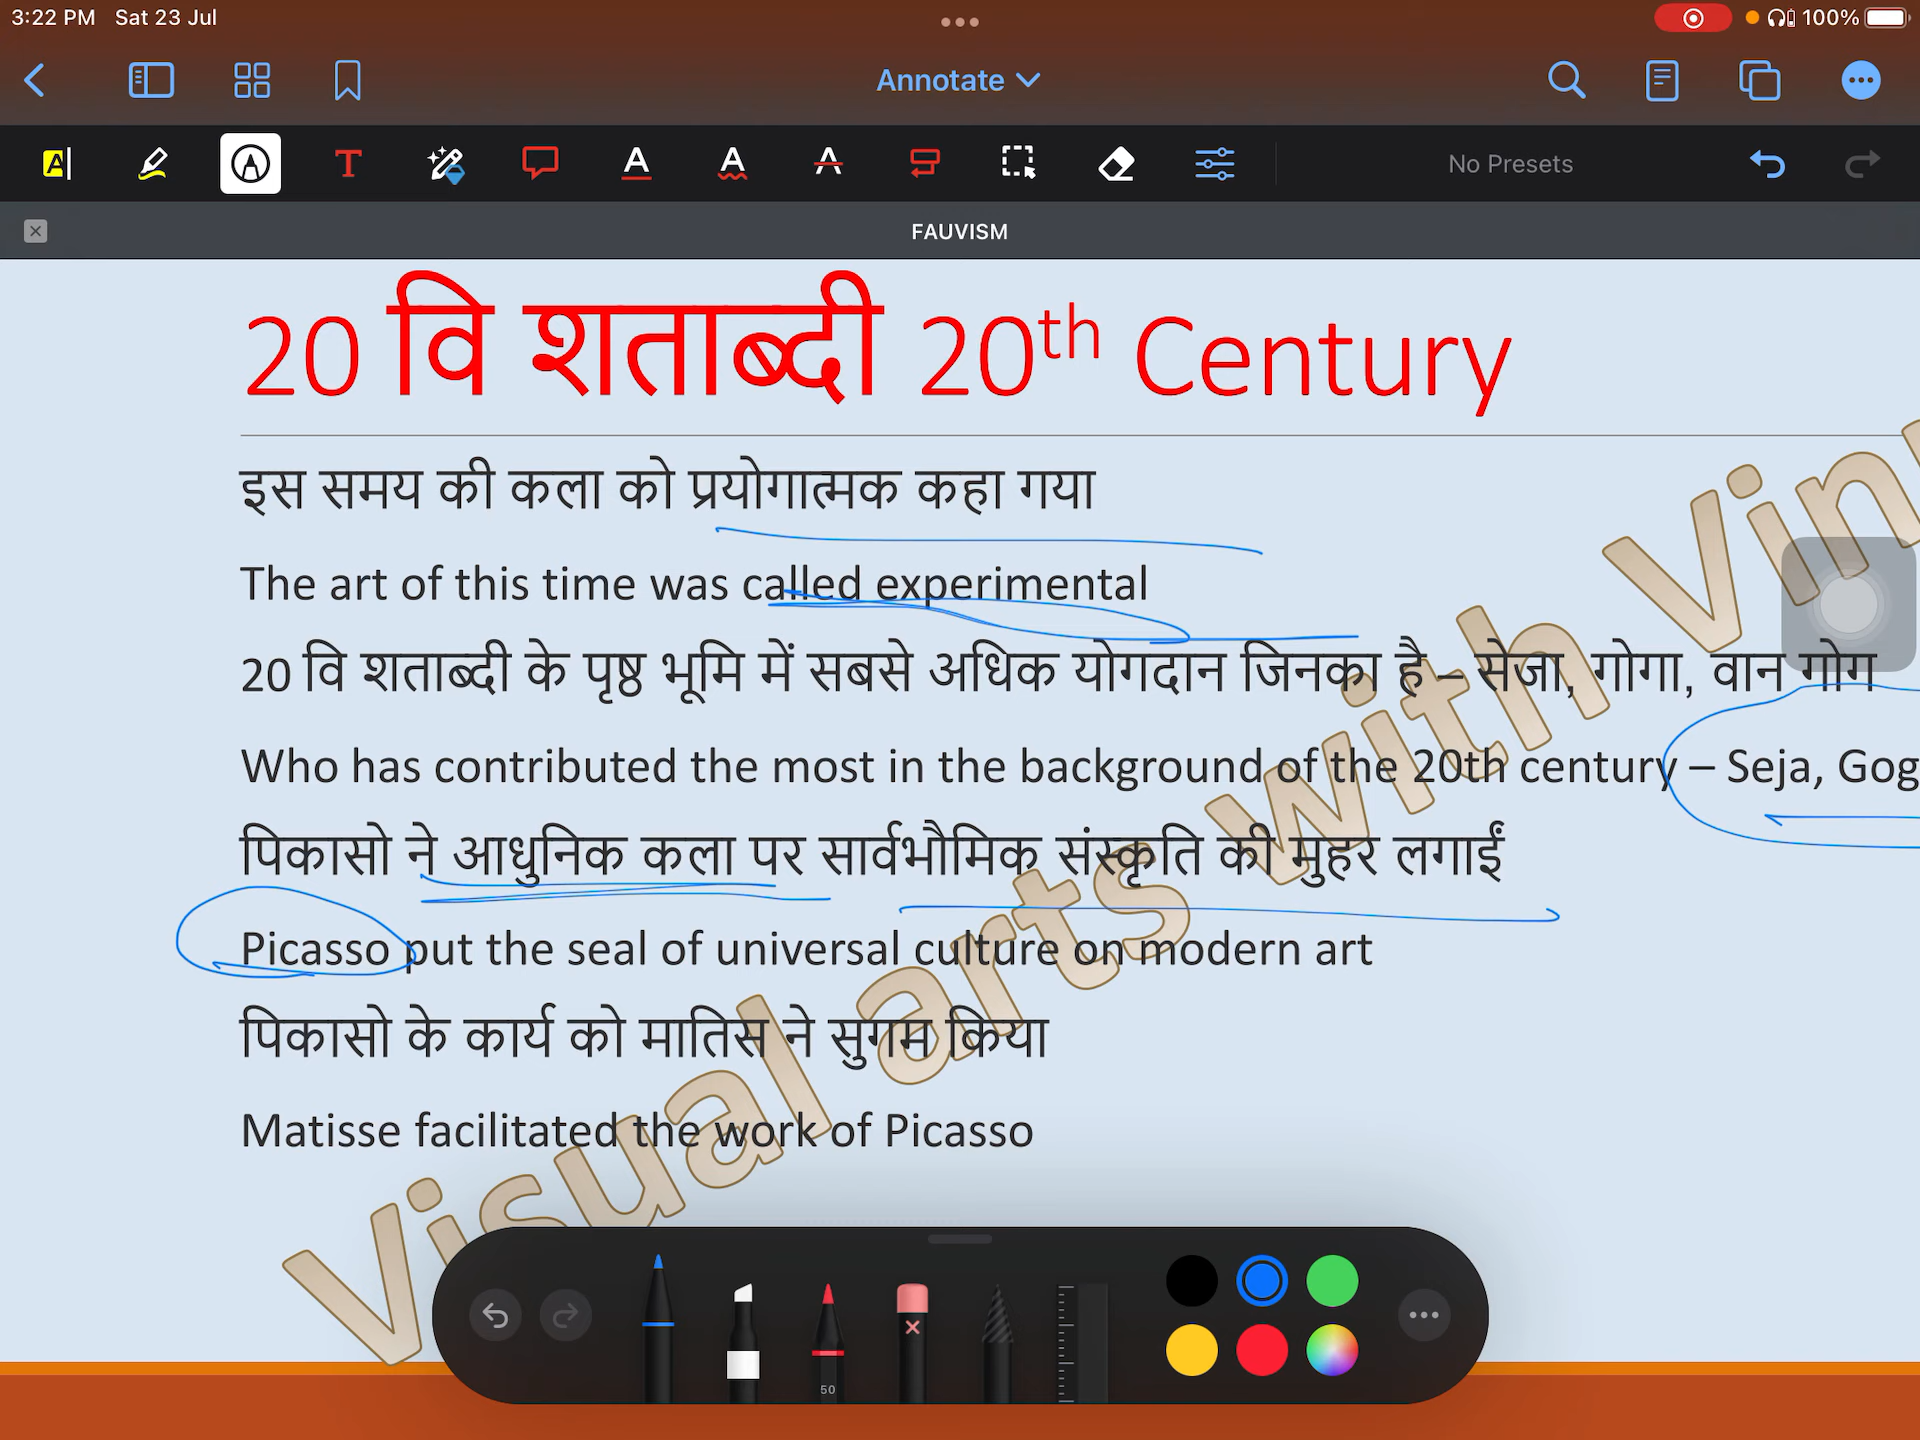 3:22 PM Sat 23 Jul
100%
Annotate
No Presets
FAUVISM
20 वि शताब्दी 20th Century
इस समय की कला को प्रयोगात्मक कहा गया
The art of this time was called experimental
20 वि शताब्दी के पृष्ठ भूमि में सबसे अधिक योगदान जिनका है – सेजा, गोगा, वान गोग
Who has contributed the most in the background of the 20th century – Seja, Gog
पिकासो ने आधुनिक कला पर सार्वभौमिक संस्कृति की मुहर लगाईं
Picasso put the seal of universal culture on modern art
पिकासो के कार्य को मातिस ने सुगम किया
Matisse facilitated the work of Picasso
Visual arts with Vin
50